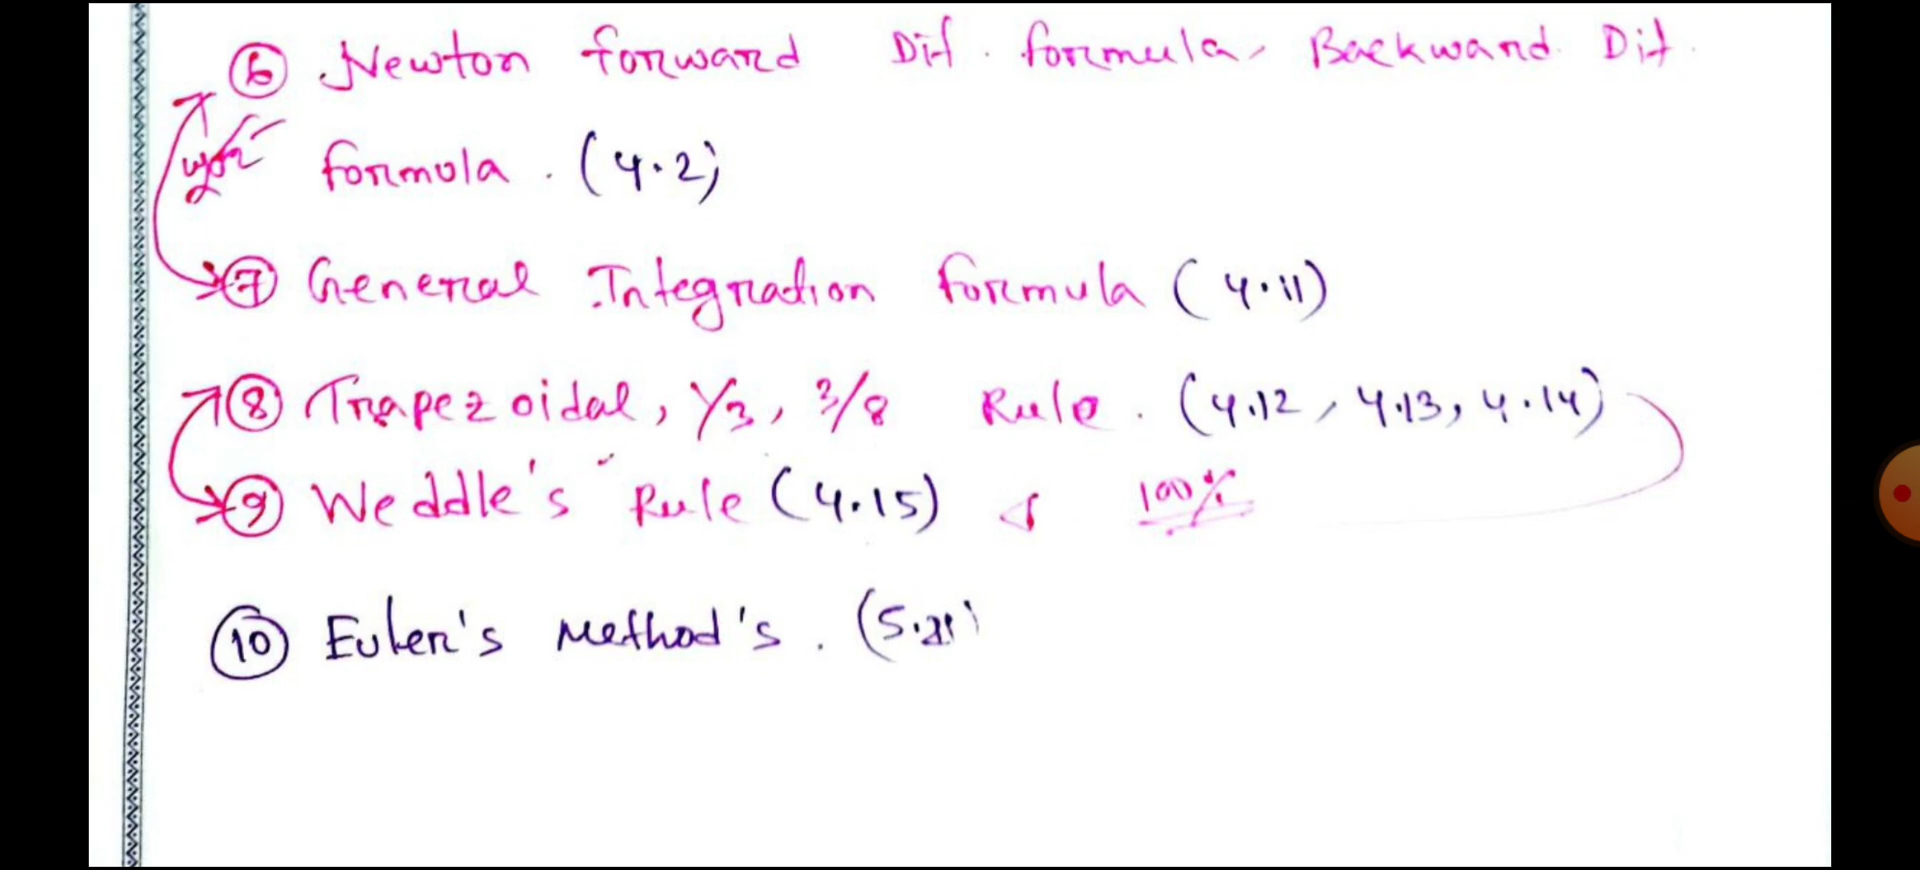 ⑥ Newton forward Dif. formula, Backward Dif.
formula. (4.2)
⑦ General Integration formula (4.11)
⑧ Trapezoidal, 1/3, 3/8 Rule. (4.12, 4.13, 4.14)
⑨ Weddle's Rule (4.15) 100%
⑩ Euler's Method's.